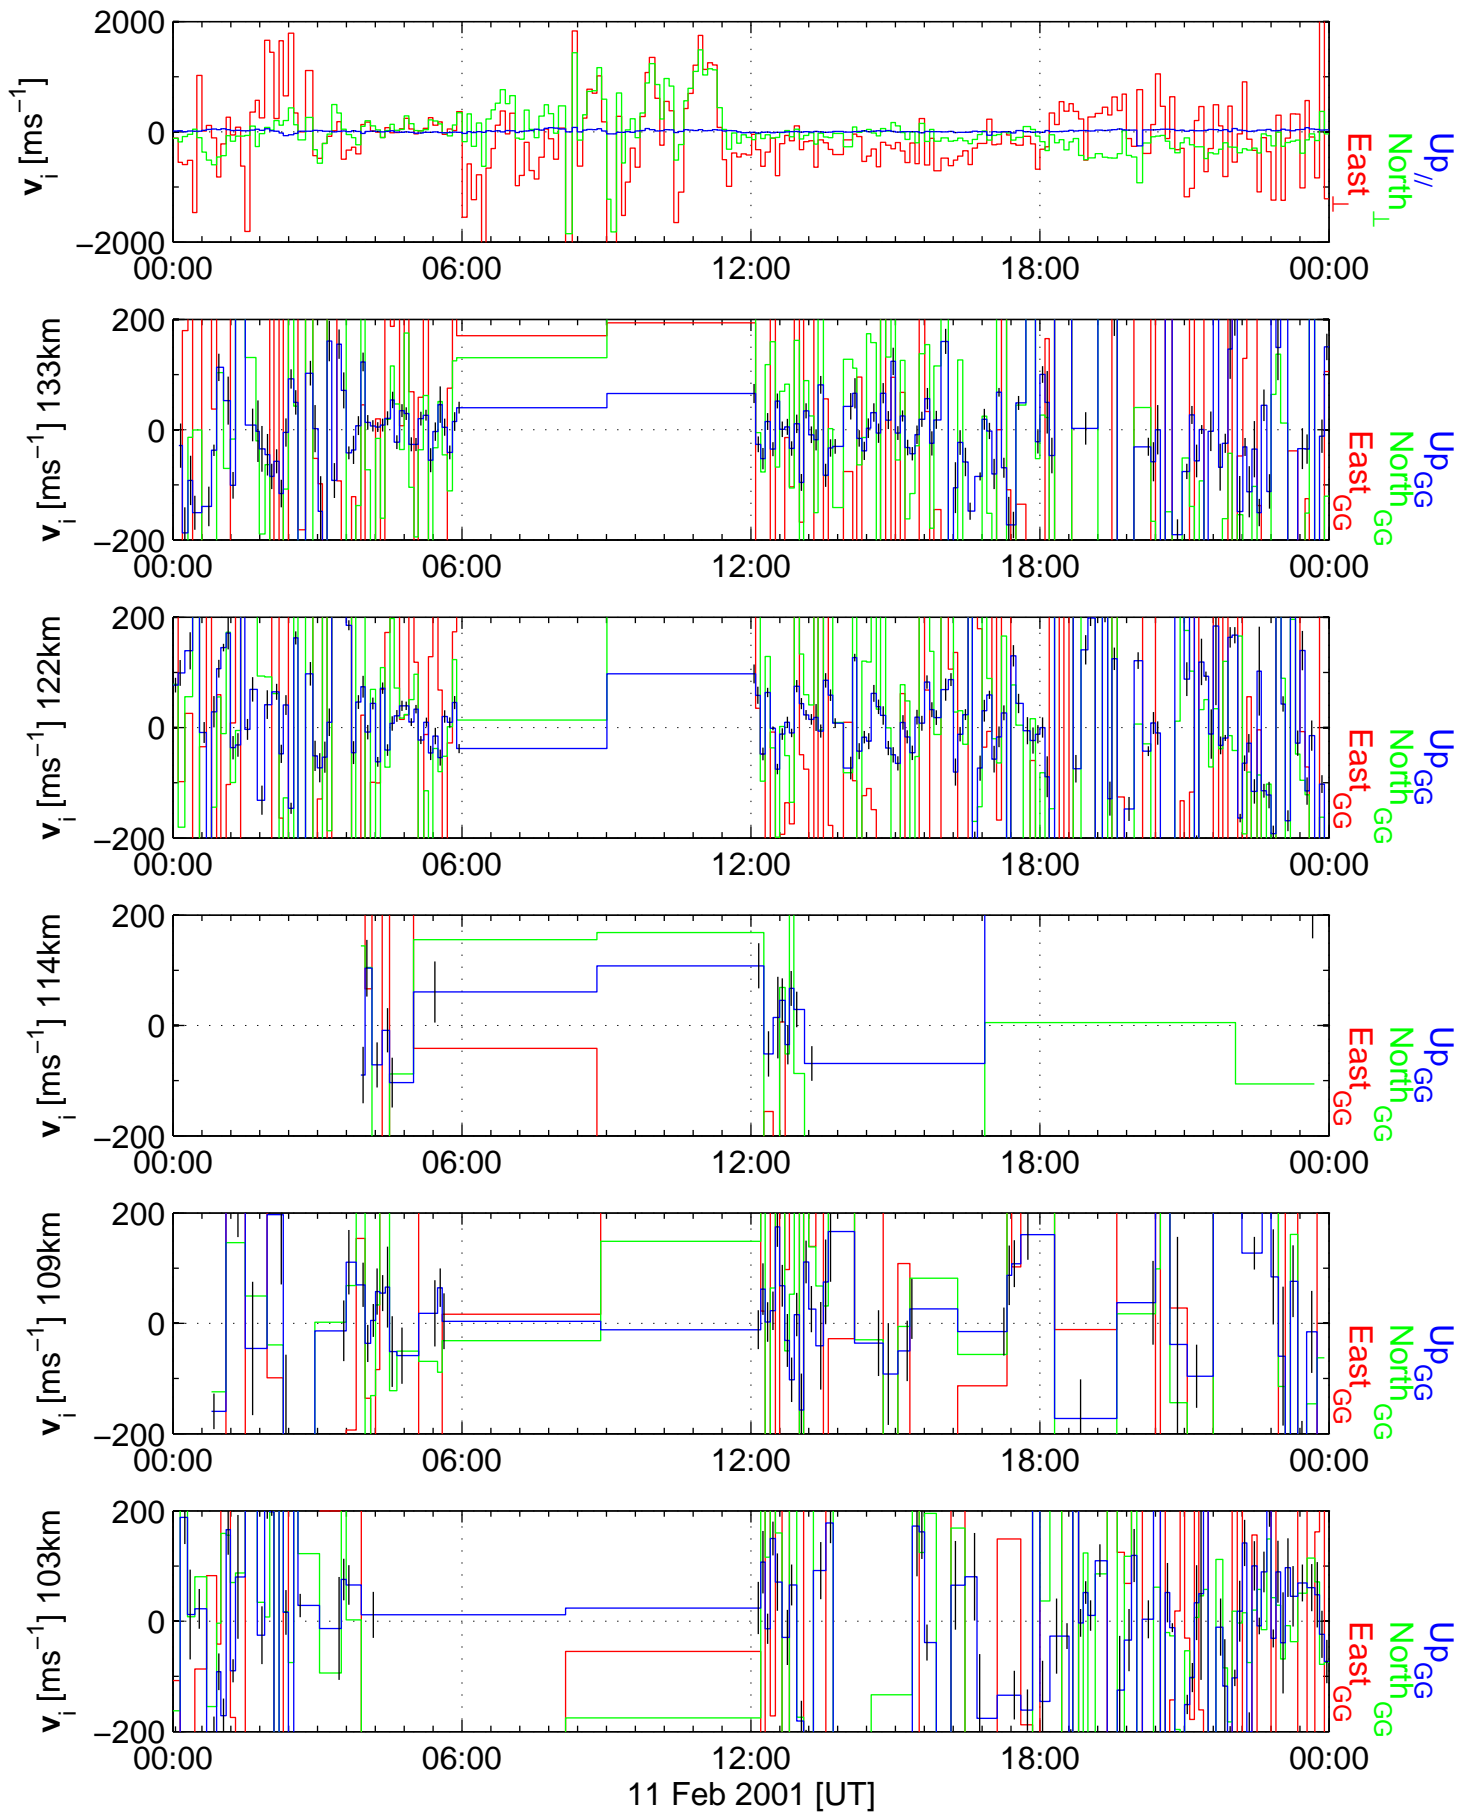 2000
0
−2000
v_i [ms⁻¹]
00:00 06:00 12:00 18:00 00:00
Up_//
North_⊥
East_⊥
200
0
−200
v_i [ms⁻¹] 133km
00:00 06:00 12:00 18:00 00:00
Up_GG
North_GG
East_GG
200
0
−200
v_i [ms⁻¹] 122km
00:00 06:00 12:00 18:00 00:00
Up_GG
North_GG
East_GG
200
0
−200
v_i [ms⁻¹] 114km
00:00 06:00 12:00 18:00 00:00
Up_GG
North_GG
East_GG
200
0
−200
v_i [ms⁻¹] 109km
00:00 06:00 12:00 18:00 00:00
Up_GG
North_GG
East_GG
200
0
−200
v_i [ms⁻¹] 103km
00:00 06:00 12:00 18:00 00:00
Up_GG
North_GG
East_GG
11 Feb 2001 [UT]